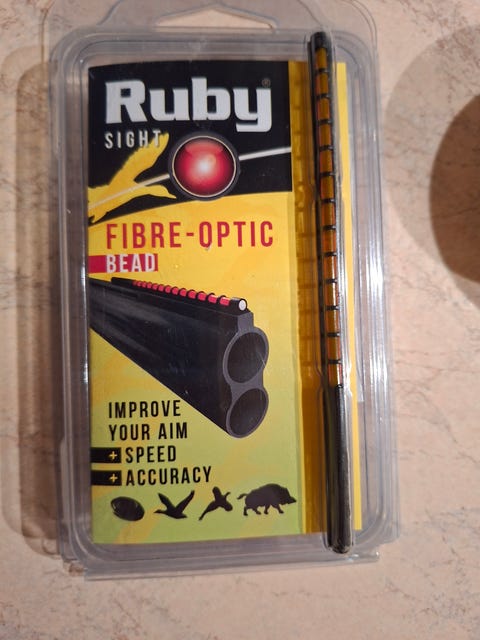 Ruby®
SIGHT
FIBRE-OPTIC
BEAD
IMPROVE
YOUR AIM
+ SPEED
+ ACCURACY